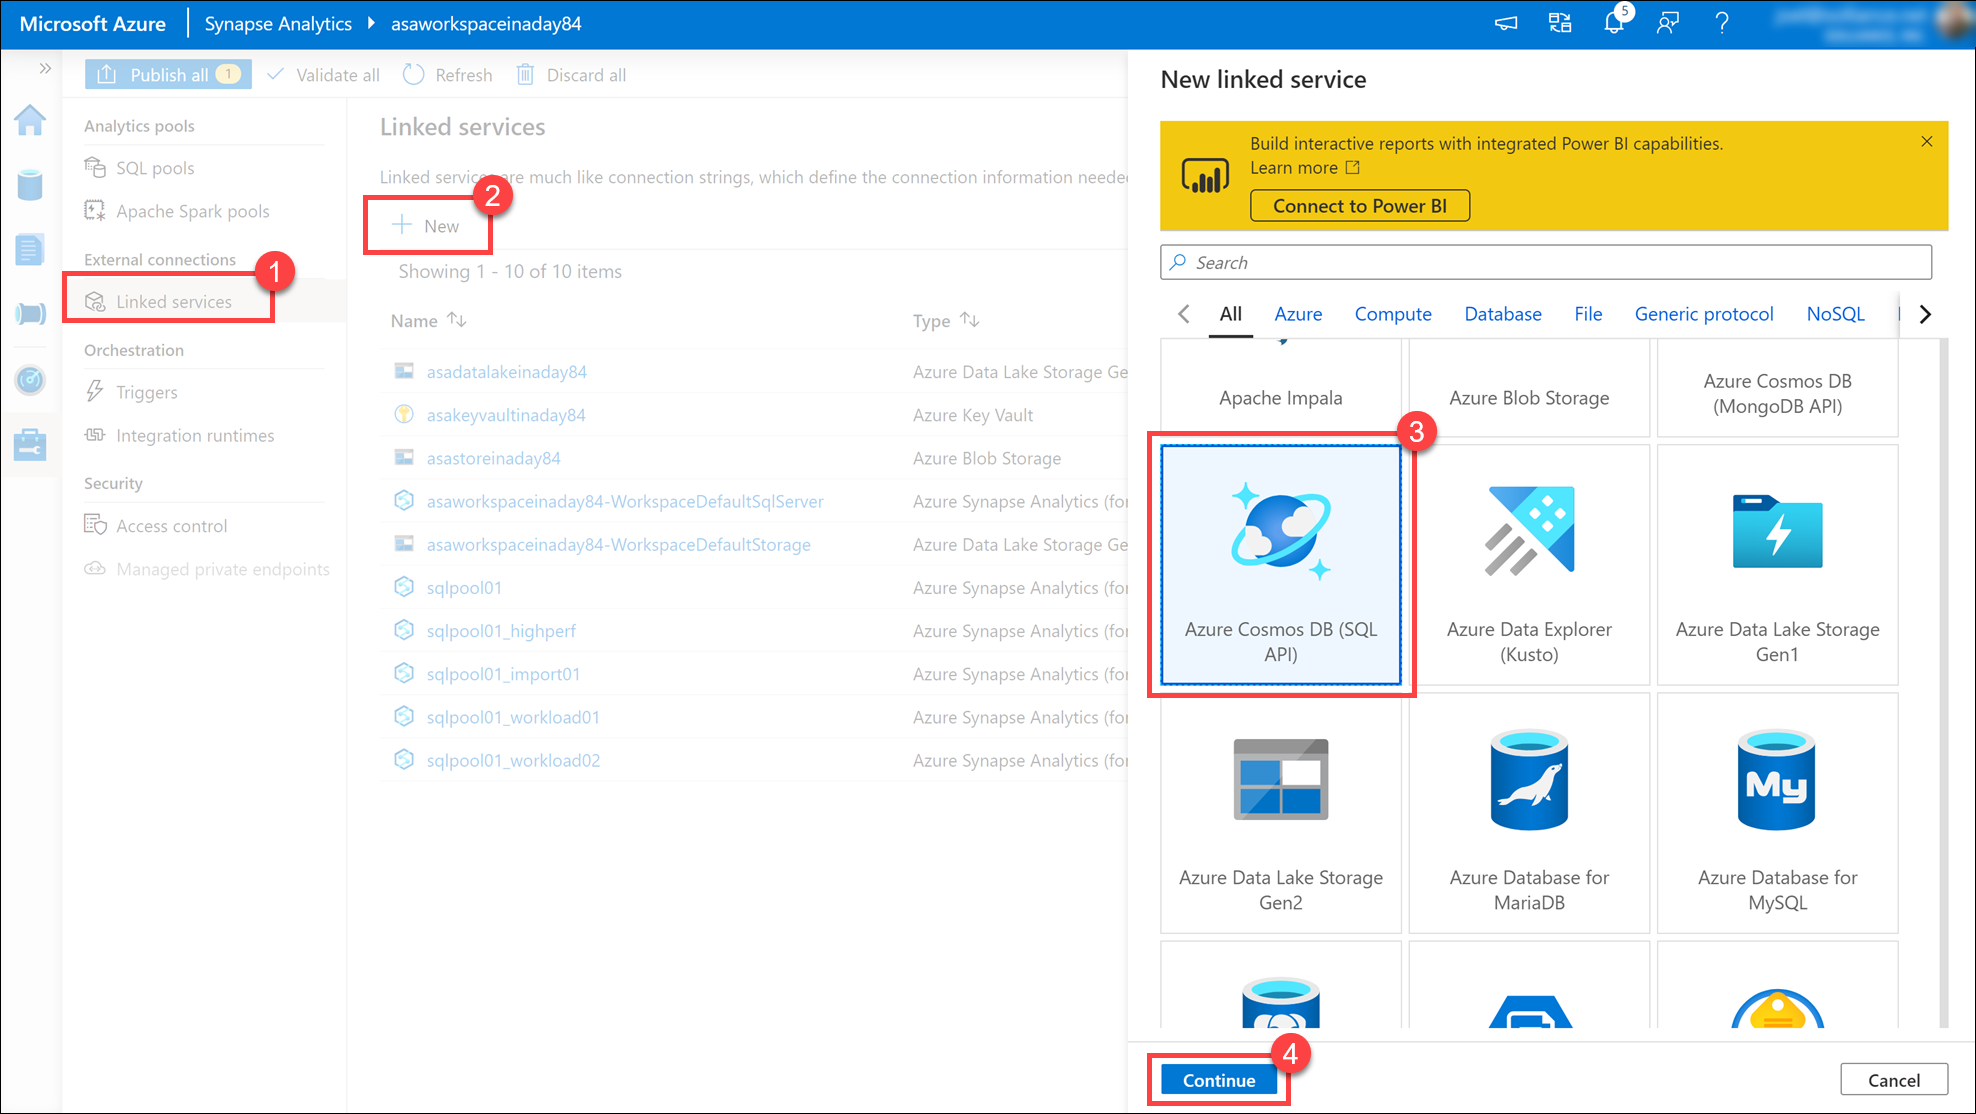 Microsoft Azure
Synapse Analytics
asaworkspaceinaday84
5
Publish all 1
Validate all
Refresh
Discard all
Analytics pools
SQL pools
Apache Spark pools
External connections
1
Linked services
Orchestration
Triggers
Integration runtimes
Security
Access control
Managed private endpoints
Linked services
Linked services are much like connection strings, which define the connection information neede
2
New
Showing 1 - 10 of 10 items
Name
Type
asadatalakeinaday84
Azure Data Lake Storage Ge
asakeyvaultinaday84
Azure Key Vault
asastoreinaday84
Azure Blob Storage
asaworkspaceinaday84-WorkspaceDefaultSqlServer
Azure Synapse Analytics (for
asaworkspaceinaday84-WorkspaceDefaultStorage
Azure Data Lake Storage Ge
sqlpool01
Azure Synapse Analytics (for
sqlpool01_highperf
Azure Synapse Analytics (for
sqlpool01_import01
Azure Synapse Analytics (for
sqlpool01_workload01
Azure Synapse Analytics (for
sqlpool01_workload02
Azure Synapse Analytics (for
New linked service
Build interactive reports with integrated Power BI capabilities.
Learn more
Connect to Power BI
Search
All
Azure
Compute
Database
File
Generic protocol
NoSQL
Apache Impala
Azure Blob Storage
Azure Cosmos DB
(MongoDB API)
3
Azure Cosmos DB (SQL
API)
Azure Data Explorer
(Kusto)
Azure Data Lake Storage
Gen1
Azure Data Lake Storage
Gen2
Azure Database for
MariaDB
My
Azure Database for
MySQL
4
Continue
Cancel